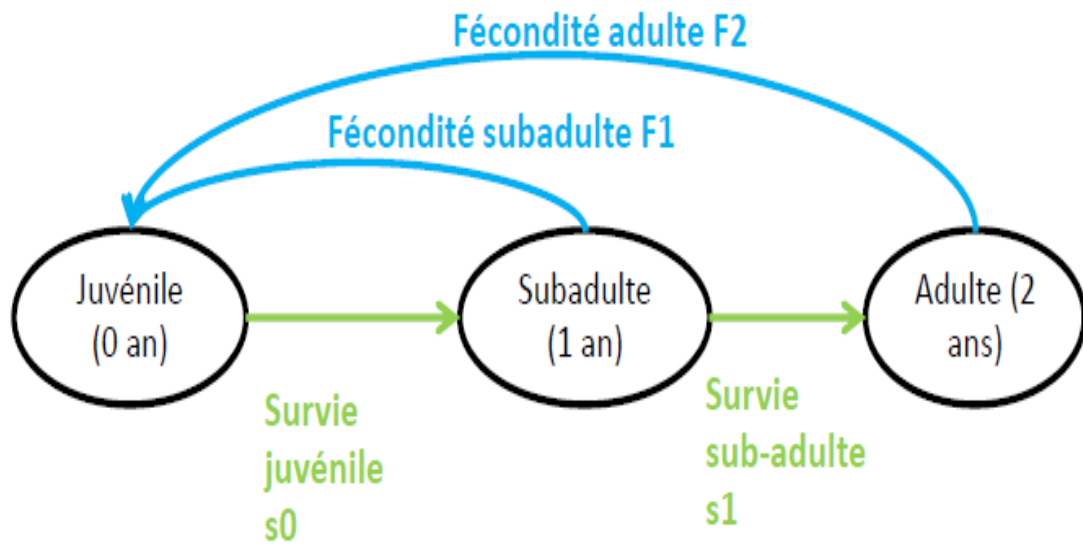 Fécondité adulte F2
Fécondité subadulte F1
Juvénile
(0 an)
Subadulte
(1 an)
Adulte (2
ans)
Survie
juvénile
s0
Survie
sub-adulte
s1